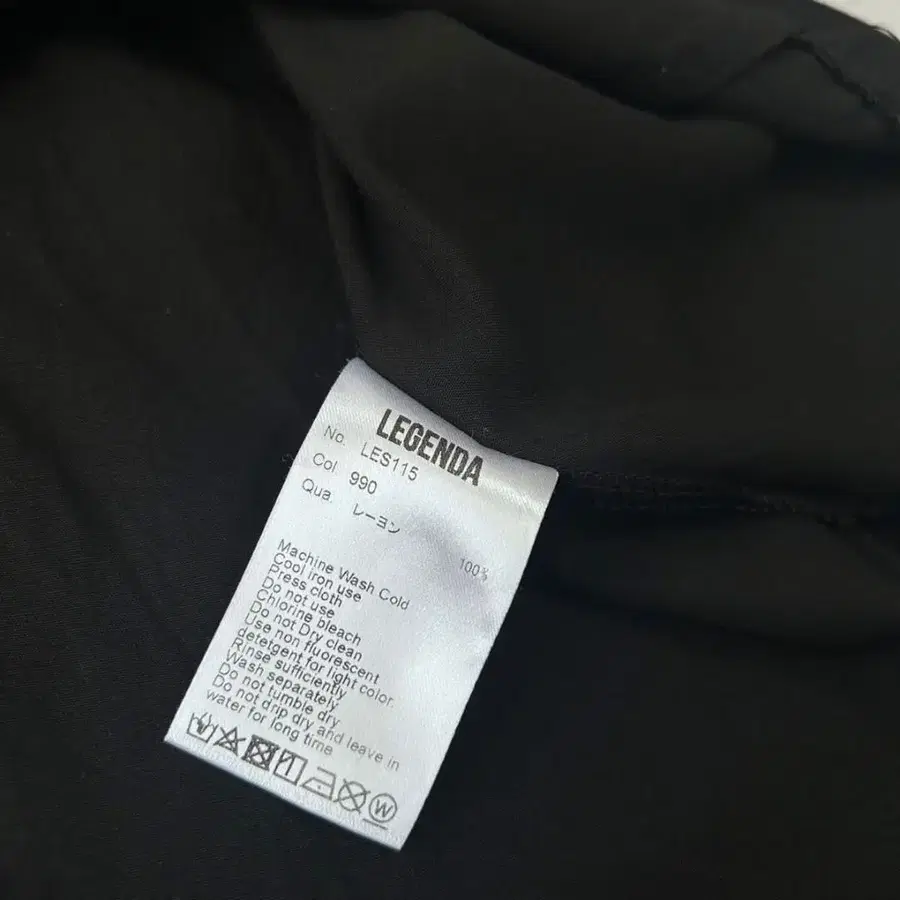 LEGENDA
No. LES115
Col 990
Qua. レーヨン 100%
Machine Wash Cold
Cool iron use
Press cloth
Do not use
Chlorine bleach
Do not Dry clean
Use non fluorescent
detetgent for light color.
Rinse sufficiently
Wash separately
Do not tumble dry
Do not drip dry and leave in
water for long time
W